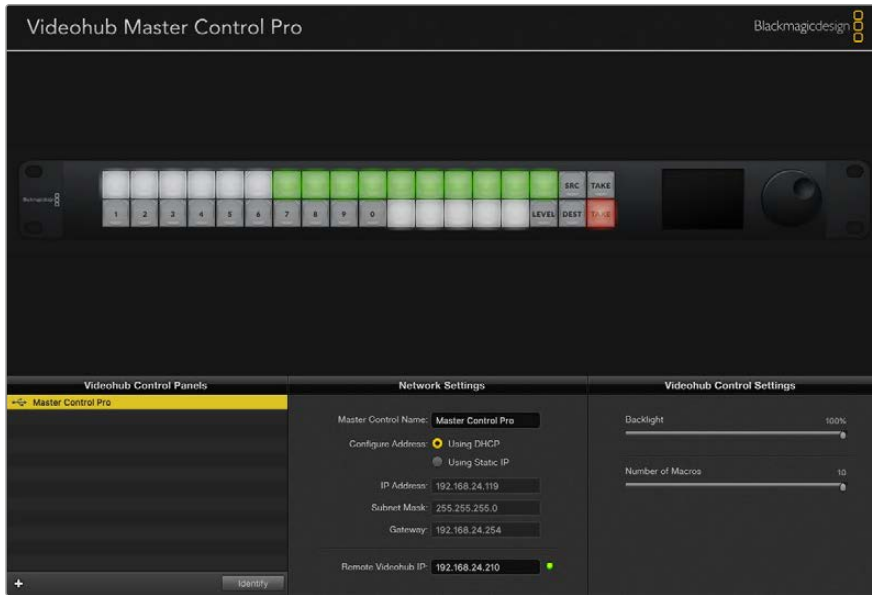 Videohub Master Control Pro
Blackmagicdesign
SRC TAKE
1 2 3 4 5 6 7 8 9 0 LEVEL DEST TAKE
Videohub Control Panels
Master Control Pro
Identify
Network Settings
Master Control Name: Master Control Pro
Configure Address: Using DHCP
Using Static IP
IP Address: 192.168.24.119
Subnet Mask: 255.255.255.0
Gateway: 192.168.24.254
Remote Videohub IP: 192.168.24.210
Videohub Control Settings
Backlight 100%
Number of Macros 10